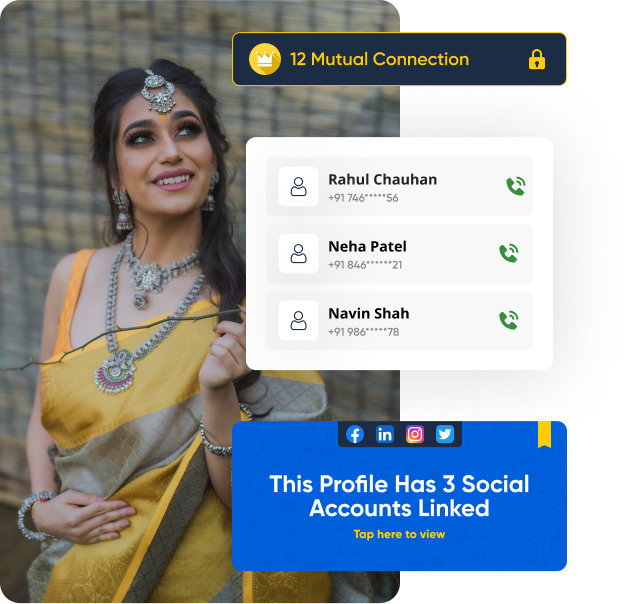 12 Mutual Connection
Rahul Chauhan
+91 746*****56
Neha Patel
+91 846******21
Navin Shah
+91 986*****78
This Profile Has 3 Social
Accounts Linked
Tap here to view